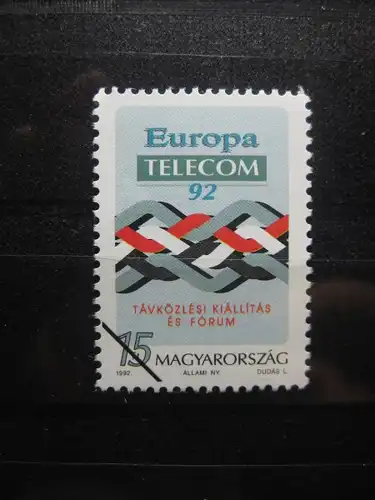 Europa
TELECOM
92
TÁVKÖZLÉSI KIÁLLÍTÁS
ÉS FÓRUM
15 MAGYARORSZÁG
1992 ÁLLAMI NY. DUDÁS L.